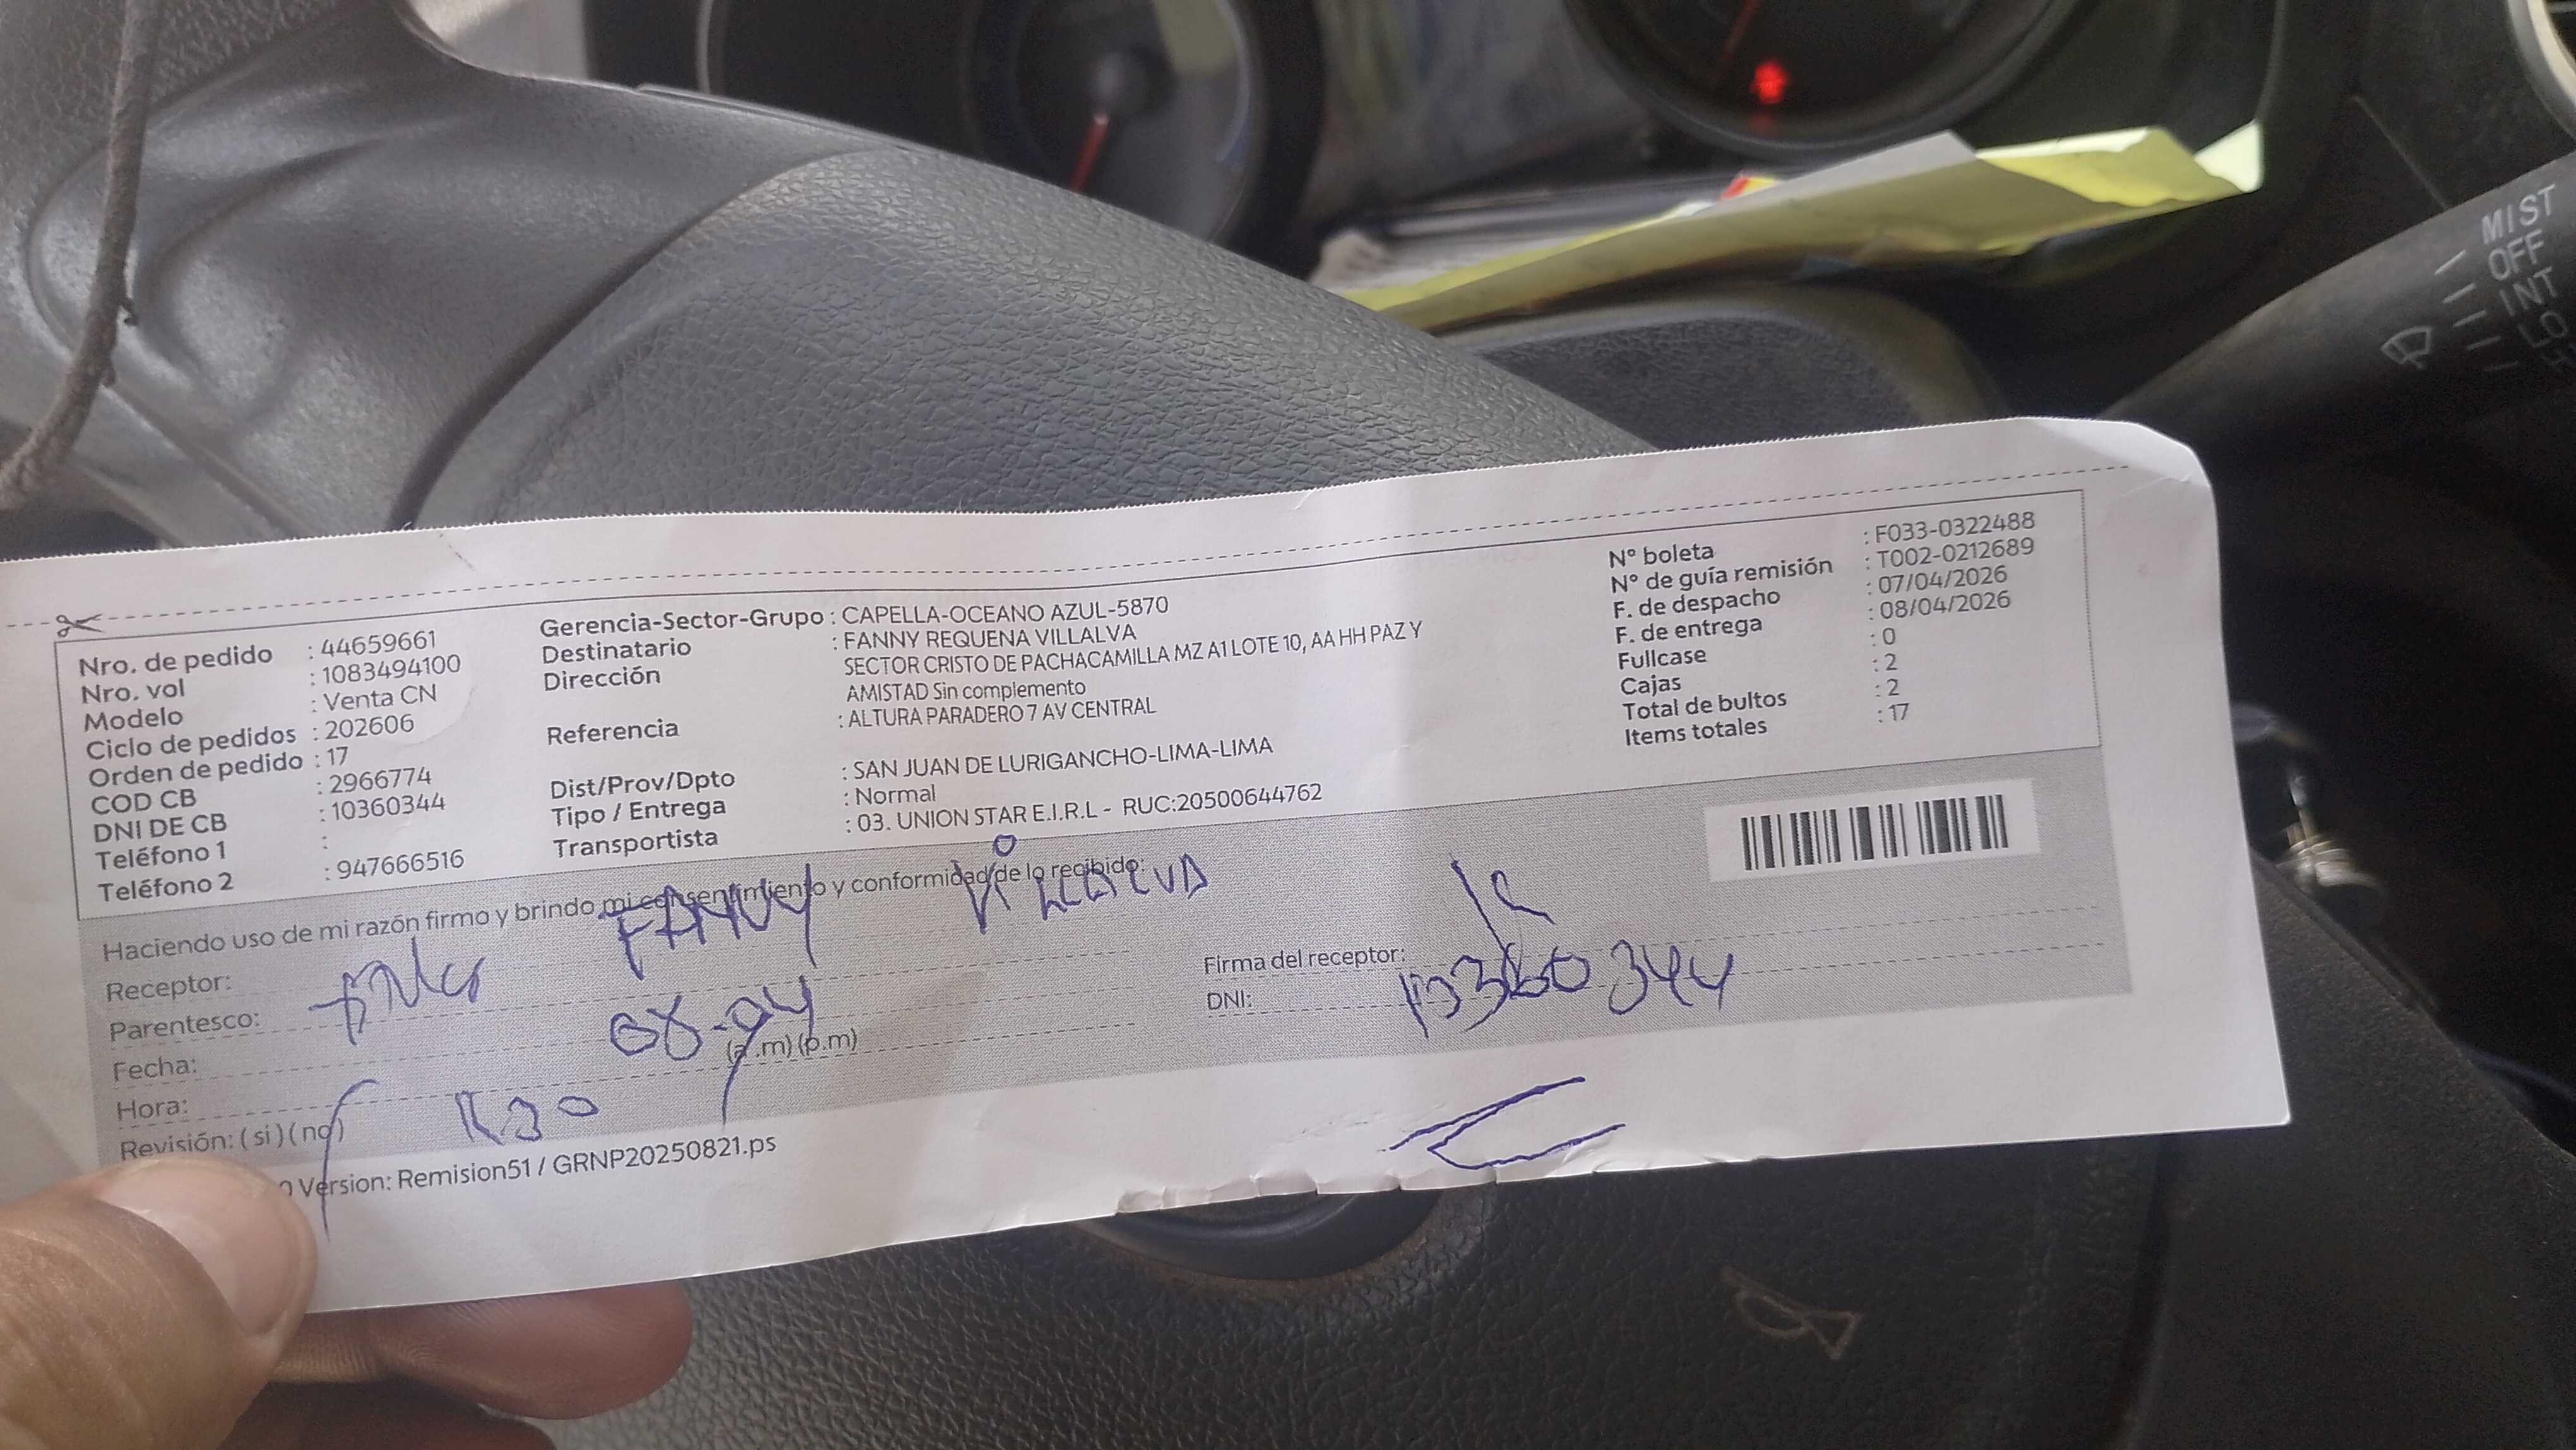 MIST
OFF
INT
LO
Nro. de pedido : 44659661
Nro. vol : 1083494100
Modelo : Venta CN
Ciclo de pedidos : 202606
Orden de pedido : 17
COD CB : 2966774
DNI DE CB : 10360344
Teléfono 1 :
Teléfono 2 : 947666516
Gerencia-Sector-Grupo : CAPELLA-OCEANO AZUL-5870
Destinatario : FANNY REQUENA VILLALVA
Dirección SECTOR CRISTO DE PACHACAMILLA MZ A1 LOTE 10, AA HH PAZ Y
AMISTAD Sin complemento
Referencia : ALTURA PARADERO 7 AV CENTRAL
Dist/Prov/Dpto : SAN JUAN DE LURIGANCHO-LIMA-LIMA
Tipo / Entrega : Normal
Transportista : 03. UNION STAR E.I.R.L - RUC:20500644762
N° boleta : F033-0322488
N° de guía remisión : T002-0212689
F. de despacho : 07/04/2026
F. de entrega : 08/04/2026
Fullcase : 0
Cajas : 2
Total de bultos : 2
Items totales : 17
Haciendo uso de mi razón firmo y brindo mi consentimiento y conformidad de lo recibido:
Receptor: FANNY
Parentesco:
Fecha: 08-04
Hora: (a .m) (p.m)
Revisión: ( si ) ( no )
Firma del receptor:
DNI: 10360344
Version: Remision51 / GRNP20250821.ps